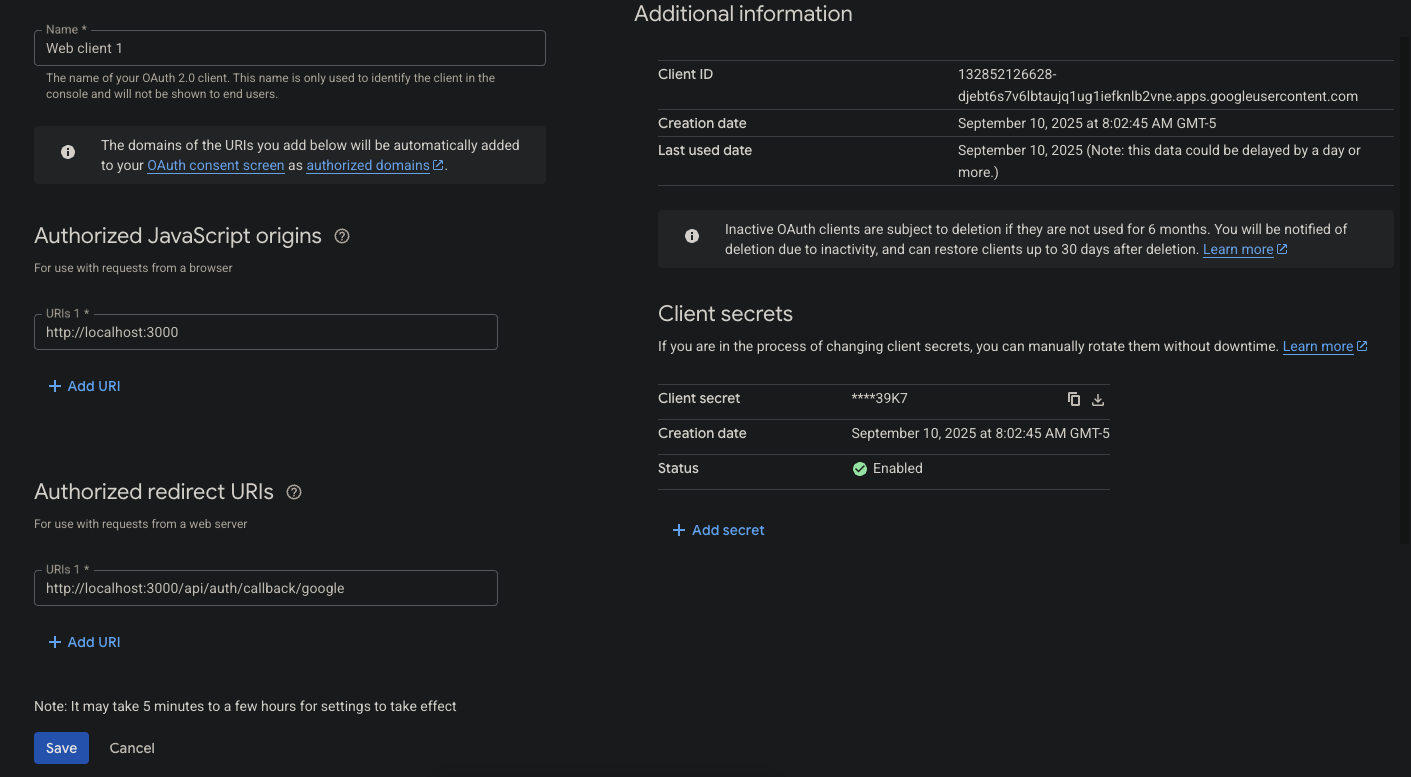 Name *
Web client 1
The name of your OAuth 2.0 client. This name is only used to identify the client in the
console and will not be shown to end users.
The domains of the URIs you add below will be automatically added
to your OAuth consent screen as authorized domains.
Authorized JavaScript origins
For use with requests from a browser
URIs 1 *
http://localhost:3000
Add URI
Authorized redirect URIs
For use with requests from a web server
URIs 1 *
http://localhost:3000/api/auth/callback/google
Add URI
Note: It may take 5 minutes to a few hours for settings to take effect
Save Cancel
Additional information
Client ID 132852126628-
djebt6s7v6lbtaujq1ug1iefknlb2vne.apps.googleusercontent.com
Creation date September 10, 2025 at 8:02:45 AM GMT-5
Last used date September 10, 2025 (Note: this data could be delayed by a day or
more.)
Inactive OAuth clients are subject to deletion if they are not used for 6 months. You will be notified of
deletion due to inactivity, and can restore clients up to 30 days after deletion. Learn more
Client secrets
If you are in the process of changing client secrets, you can manually rotate them without downtime. Learn more
Client secret ****39K7
Creation date September 10, 2025 at 8:02:45 AM GMT-5
Status Enabled
Add secret